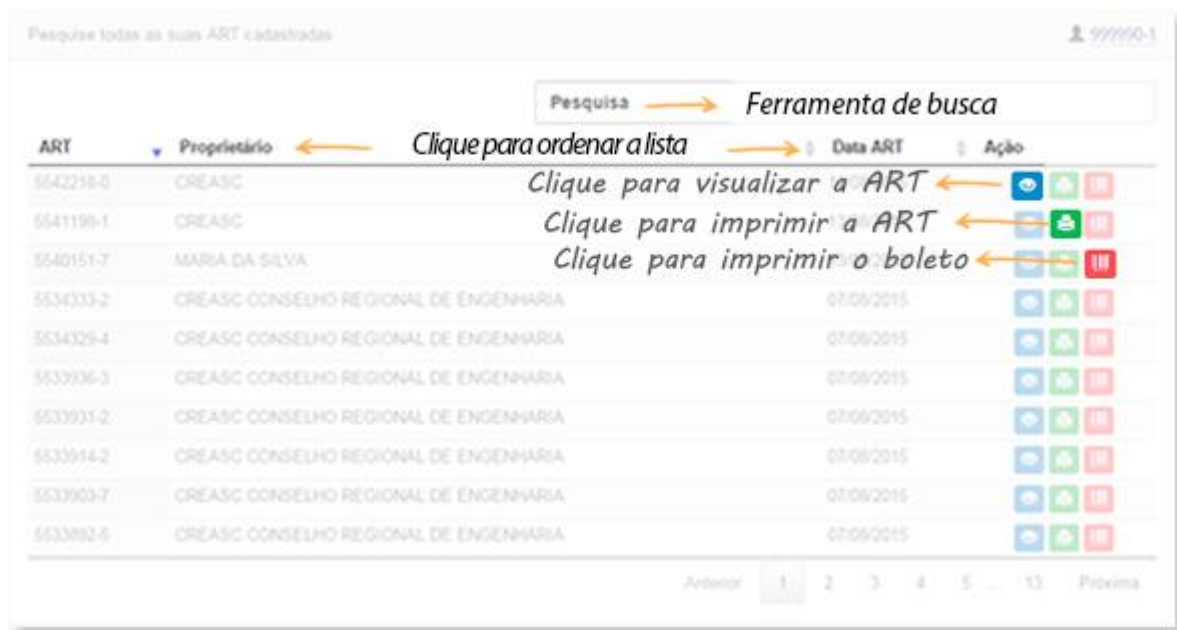 Pesquise todas as suas ART cadastradas 999990-1
Pesquisa Ferramenta de busca
ART Proprietário Clique para ordenar a lista Data ART Ação
5542218-0 CREASC Clique para visualizar a ART
5541198-1 CREASC Clique para imprimir a ART
5540151-7 MARIA DA SILVA Clique para imprimir o boleto
5534333-2 CREASC CONSELHO REGIONAL DE ENGENHARIA 07/08/2015
5534329-4 CREASC CONSELHO REGIONAL DE ENGENHARIA 07/08/2015
5533936-3 CREASC CONSELHO REGIONAL DE ENGENHARIA 07/08/2015
5533931-2 CREASC CONSELHO REGIONAL DE ENGENHARIA 07/08/2015
5533914-2 CREASC CONSELHO REGIONAL DE ENGENHARIA 07/08/2015
5533903-7 CREASC CONSELHO REGIONAL DE ENGENHARIA 07/08/2015
CREASC CONSELHO REGIONAL DE ENGENHARIA 07/08/2015
Anterior 1 2 3 4 5 ... 13 Próxima